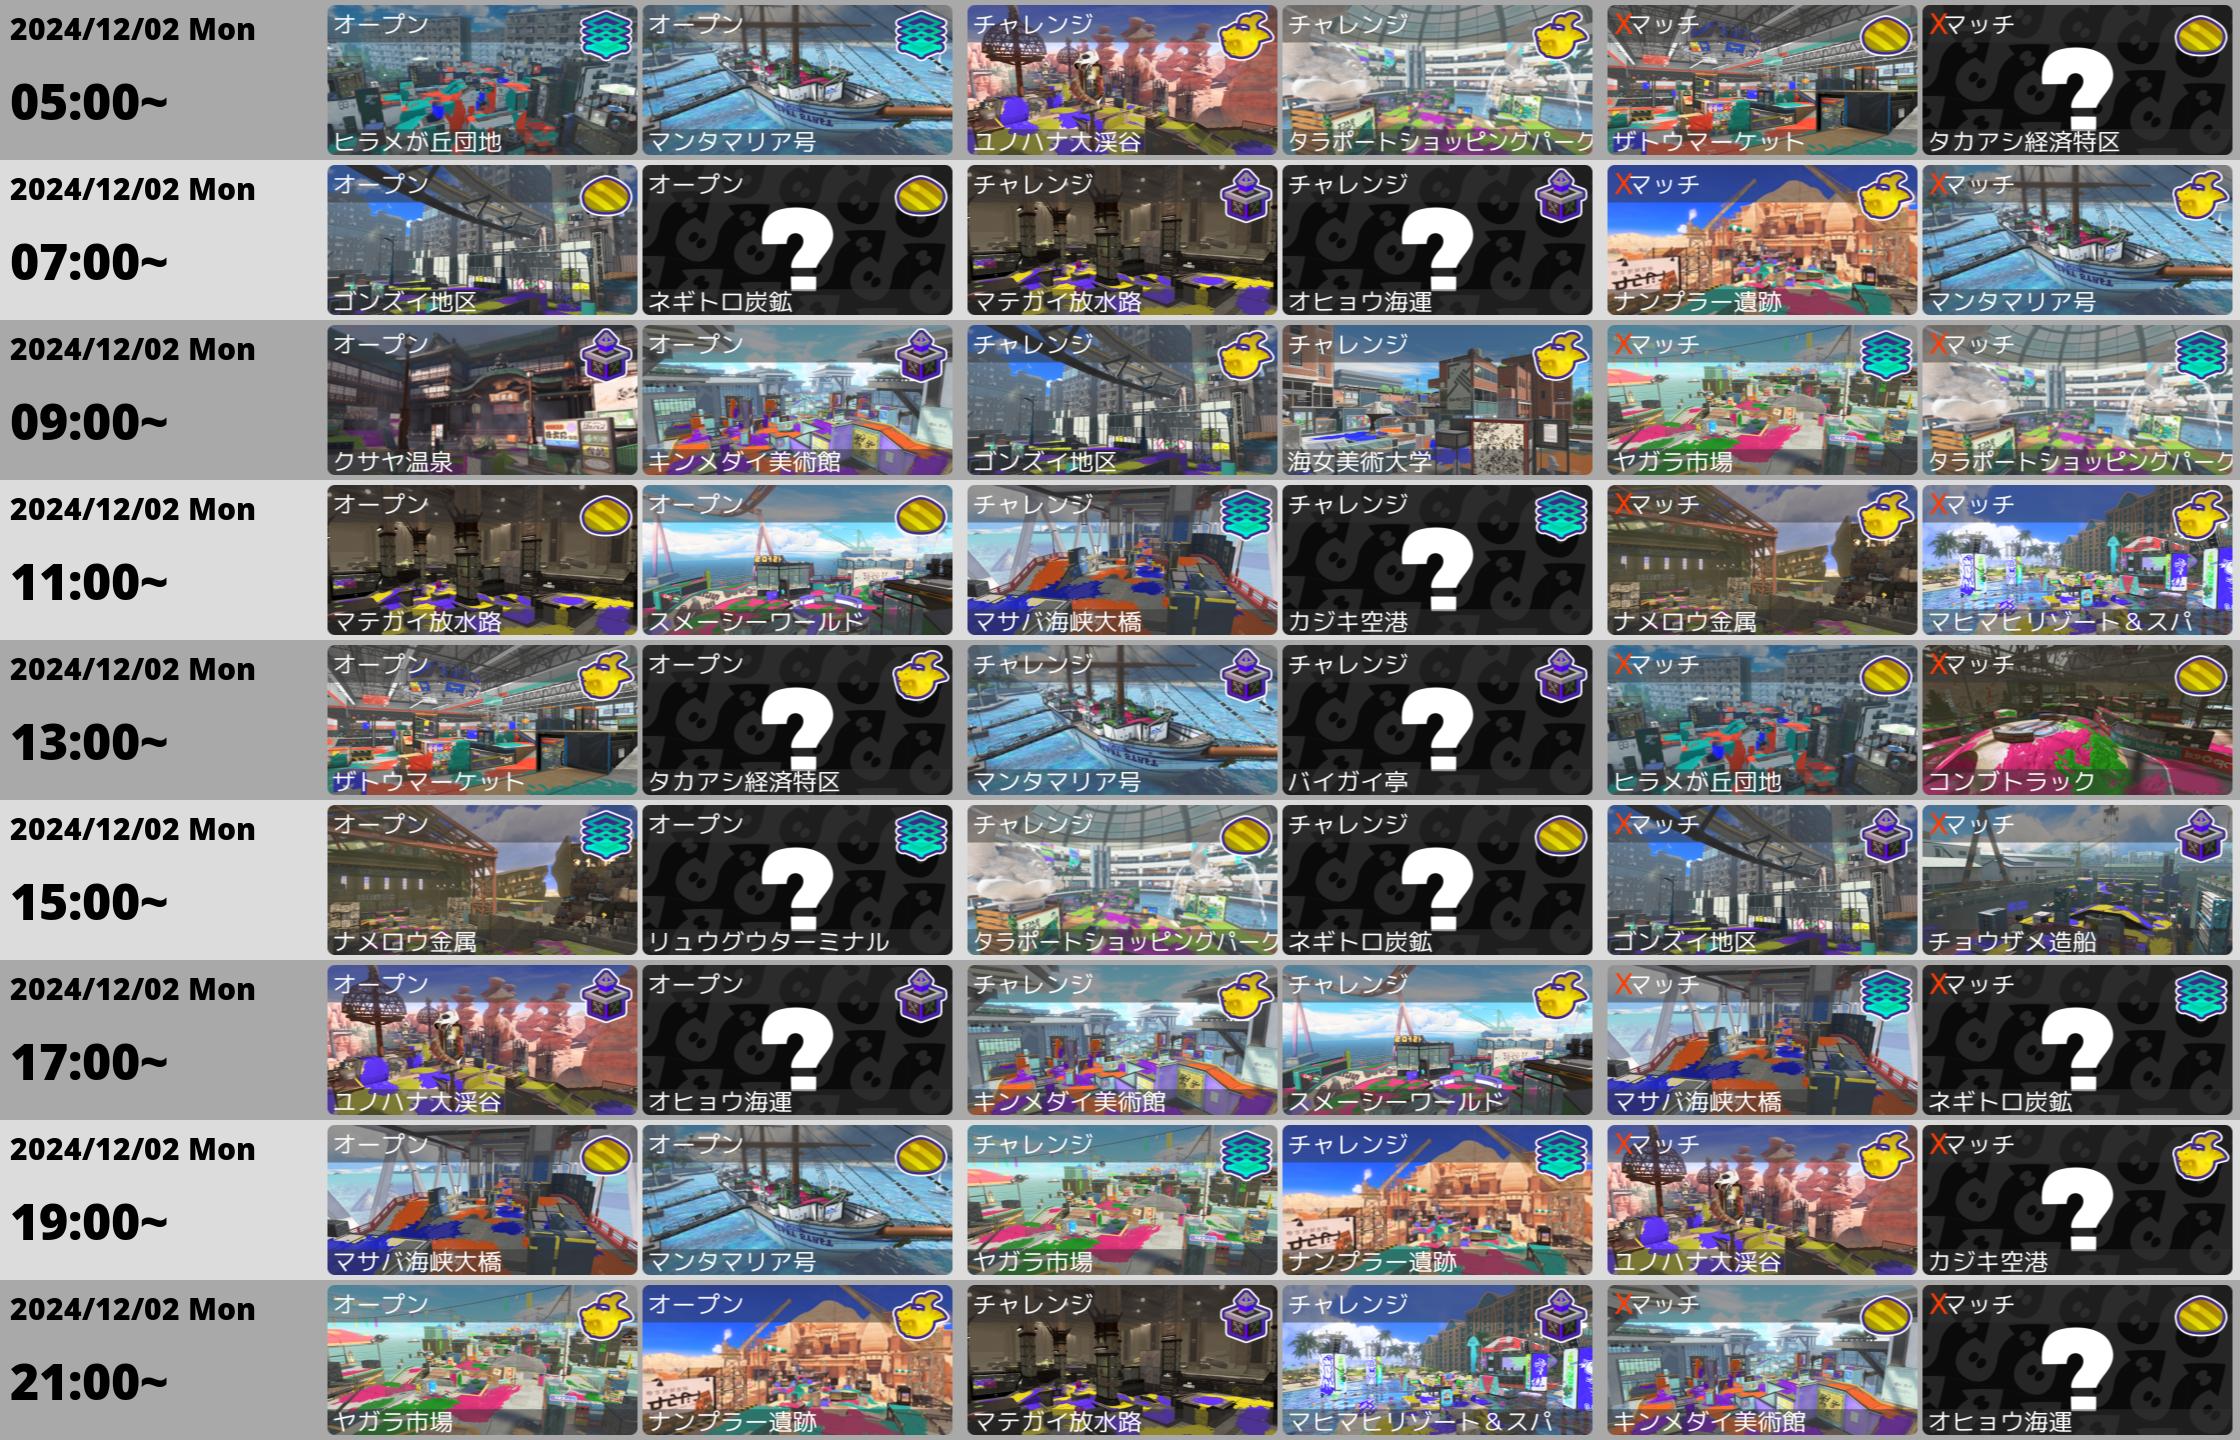 2024/12/02 Mon
05:00~
オープン
ヒラメが丘団地
オープン
マンタマリア号
チャレンジ
ユノハナ大渓谷
チャレンジ
タラポートショッピングパーク
Xマッチ
ザトウマーケット
Xマッチ
?
タカアシ経済特区
2024/12/02 Mon
07:00~
オープン
ゴンズイ地区
オープン
?
ネギトロ炭鉱
チャレンジ
マテガイ放水路
チャレンジ
?
オヒョウ海運
Xマッチ
ナンプラー遺跡
Xマッチ
マンタマリア号
2024/12/02 Mon
09:00~
オープン
クサヤ温泉
オープン
キンメダイ美術館
チャレンジ
ゴンズイ地区
チャレンジ
海女美術大学
Xマッチ
ヤガラ市場
Xマッチ
タラポートショッピングパーク
2024/12/02 Mon
11:00~
オープン
マテガイ放水路
オープン
スメーシーワールド
チャレンジ
マサバ海峡大橋
チャレンジ
?
カジキ空港
Xマッチ
ナメロウ金属
Xマッチ
マヒマヒリゾート＆スパ
2024/12/02 Mon
13:00~
オープン
ザトウマーケット
オープン
?
タカアシ経済特区
チャレンジ
マンタマリア号
チャレンジ
?
バイガイ亭
Xマッチ
ヒラメが丘団地
Xマッチ
コンブトラック
2024/12/02 Mon
15:00~
オープン
ナメロウ金属
オープン
?
リュウグウターミナル
チャレンジ
タラポートショッピングパーク
チャレンジ
?
ネギトロ炭鉱
Xマッチ
ゴンズイ地区
Xマッチ
チョウザメ造船
2024/12/02 Mon
17:00~
オープン
ユノハナ大渓谷
オープン
?
オヒョウ海運
チャレンジ
キンメダイ美術館
チャレンジ
スメーシーワールド
Xマッチ
マサバ海峡大橋
Xマッチ
?
ネギトロ炭鉱
2024/12/02 Mon
19:00~
オープン
マサバ海峡大橋
オープン
マンタマリア号
チャレンジ
ヤガラ市場
チャレンジ
ナンプラー遺跡
Xマッチ
ユノハナ大渓谷
Xマッチ
?
カジキ空港
2024/12/02 Mon
21:00~
オープン
ヤガラ市場
オープン
ナンプラー遺跡
チャレンジ
マテガイ放水路
チャレンジ
マヒマヒリゾート＆スパ
Xマッチ
キンメダイ美術館
Xマッチ
?
オヒョウ海運